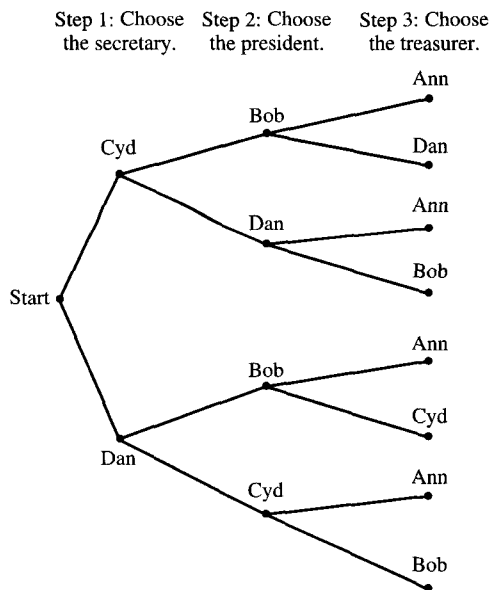 Step 1: Choose the secretary.
Step 2: Choose the president.
Step 3: Choose the treasurer.
Ann
Bob
Dan
Cyd
Ann
Dan
Bob
Start
Ann
Bob
Cyd
Dan
Ann
Cyd
Bob